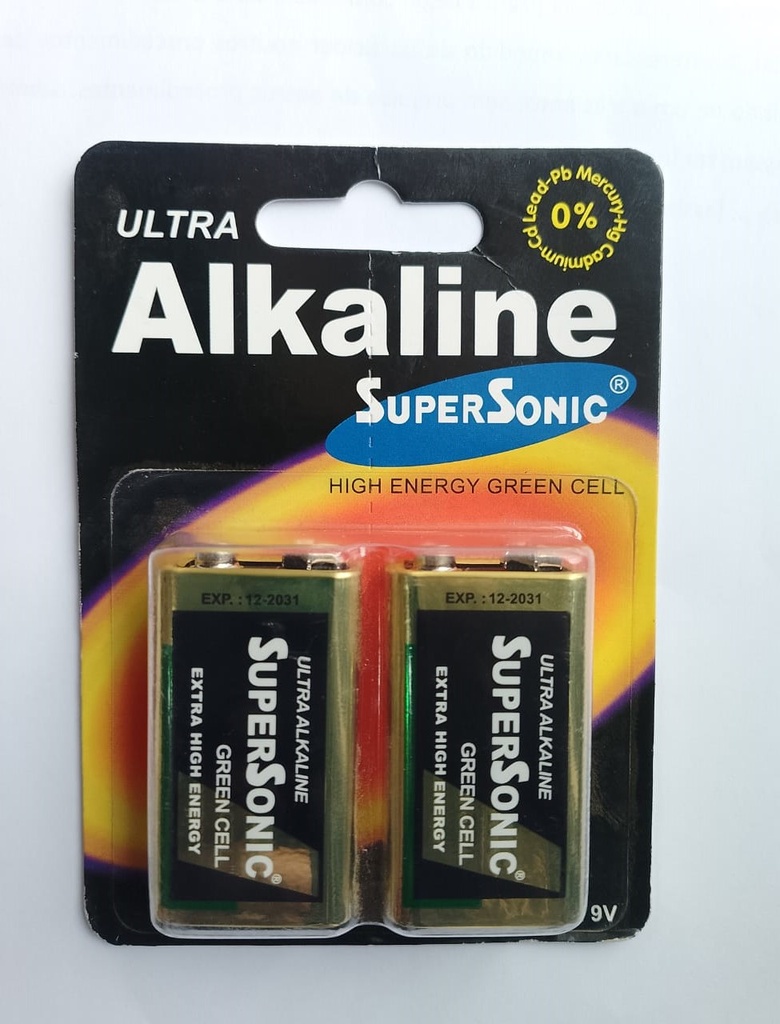 ULTRA
Alkaline
0%
Lead-Pb Mercury-Hg Cadmium-Cd
SUPERSONIC®
HIGH ENERGY GREEN CELL
EXP. : 12-2031
ULTRA ALKALINE
SUPERSONIC®
GREEN CELL
EXTRA HIGH ENERGY
EXP. : 12-2031
ULTRA ALKALINE
SUPERSONIC®
GREEN CELL
EXTRA HIGH ENERGY
9V